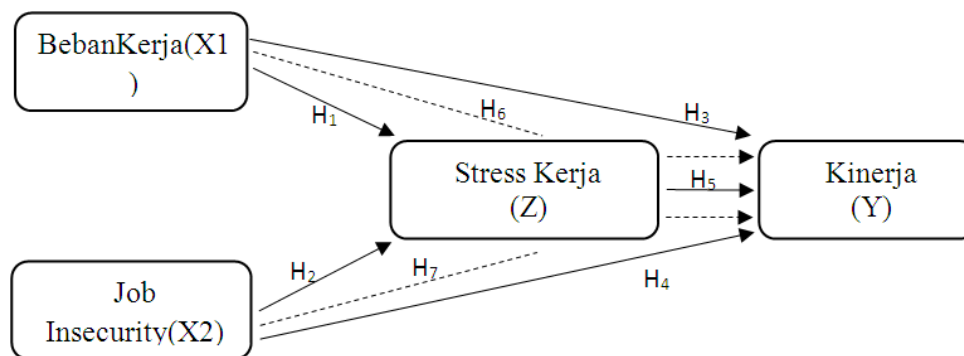 BebanKerja(X1
)
H₁
H₆
H₃
Stress Kerja
(Z)
H₅
Kinerja
(Y)
H₂
H₇
H₄
Job
Insecurity(X2)